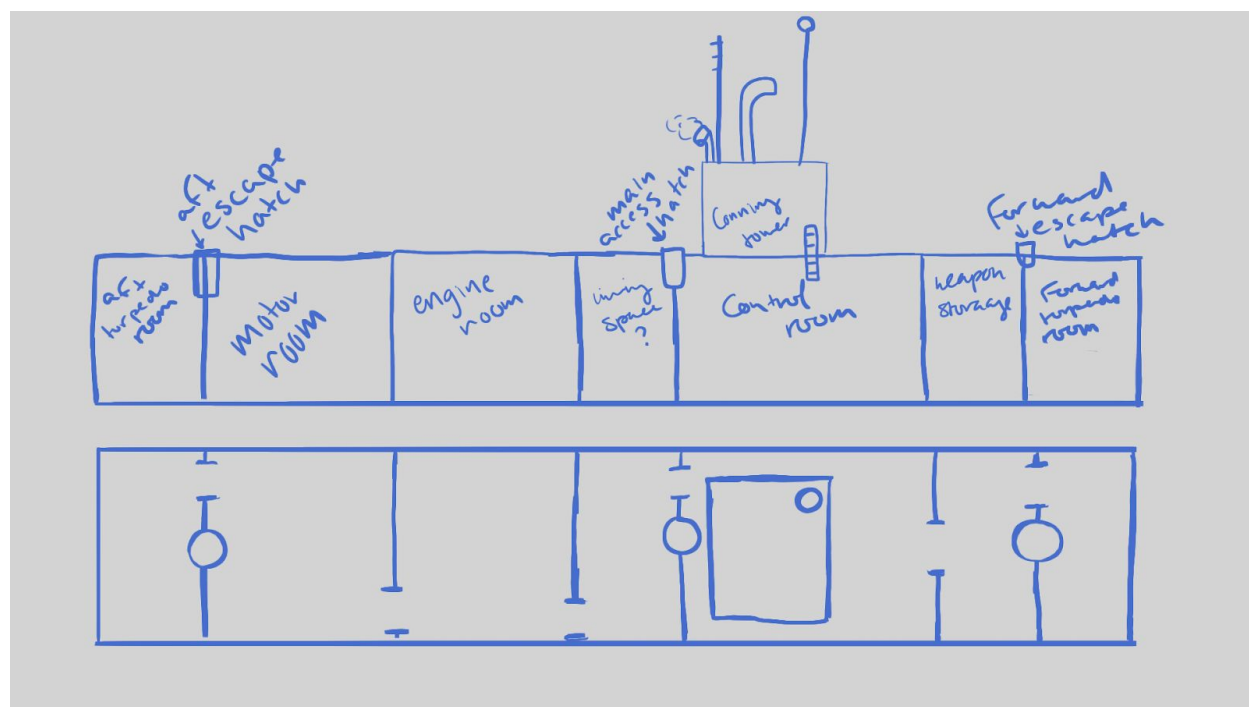 aft
escape
hatch
main
access
hatch
Conning
tower
Forward
escape
hatch
aft
torpedo
room
motor
room
engine
room
living
space
?
Control
room
weapon
storage
Forward
torpedo
room